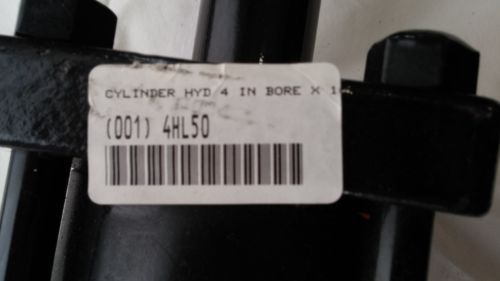 CYLINDER HYD 4 IN BORE X 1
(001) 4HL50